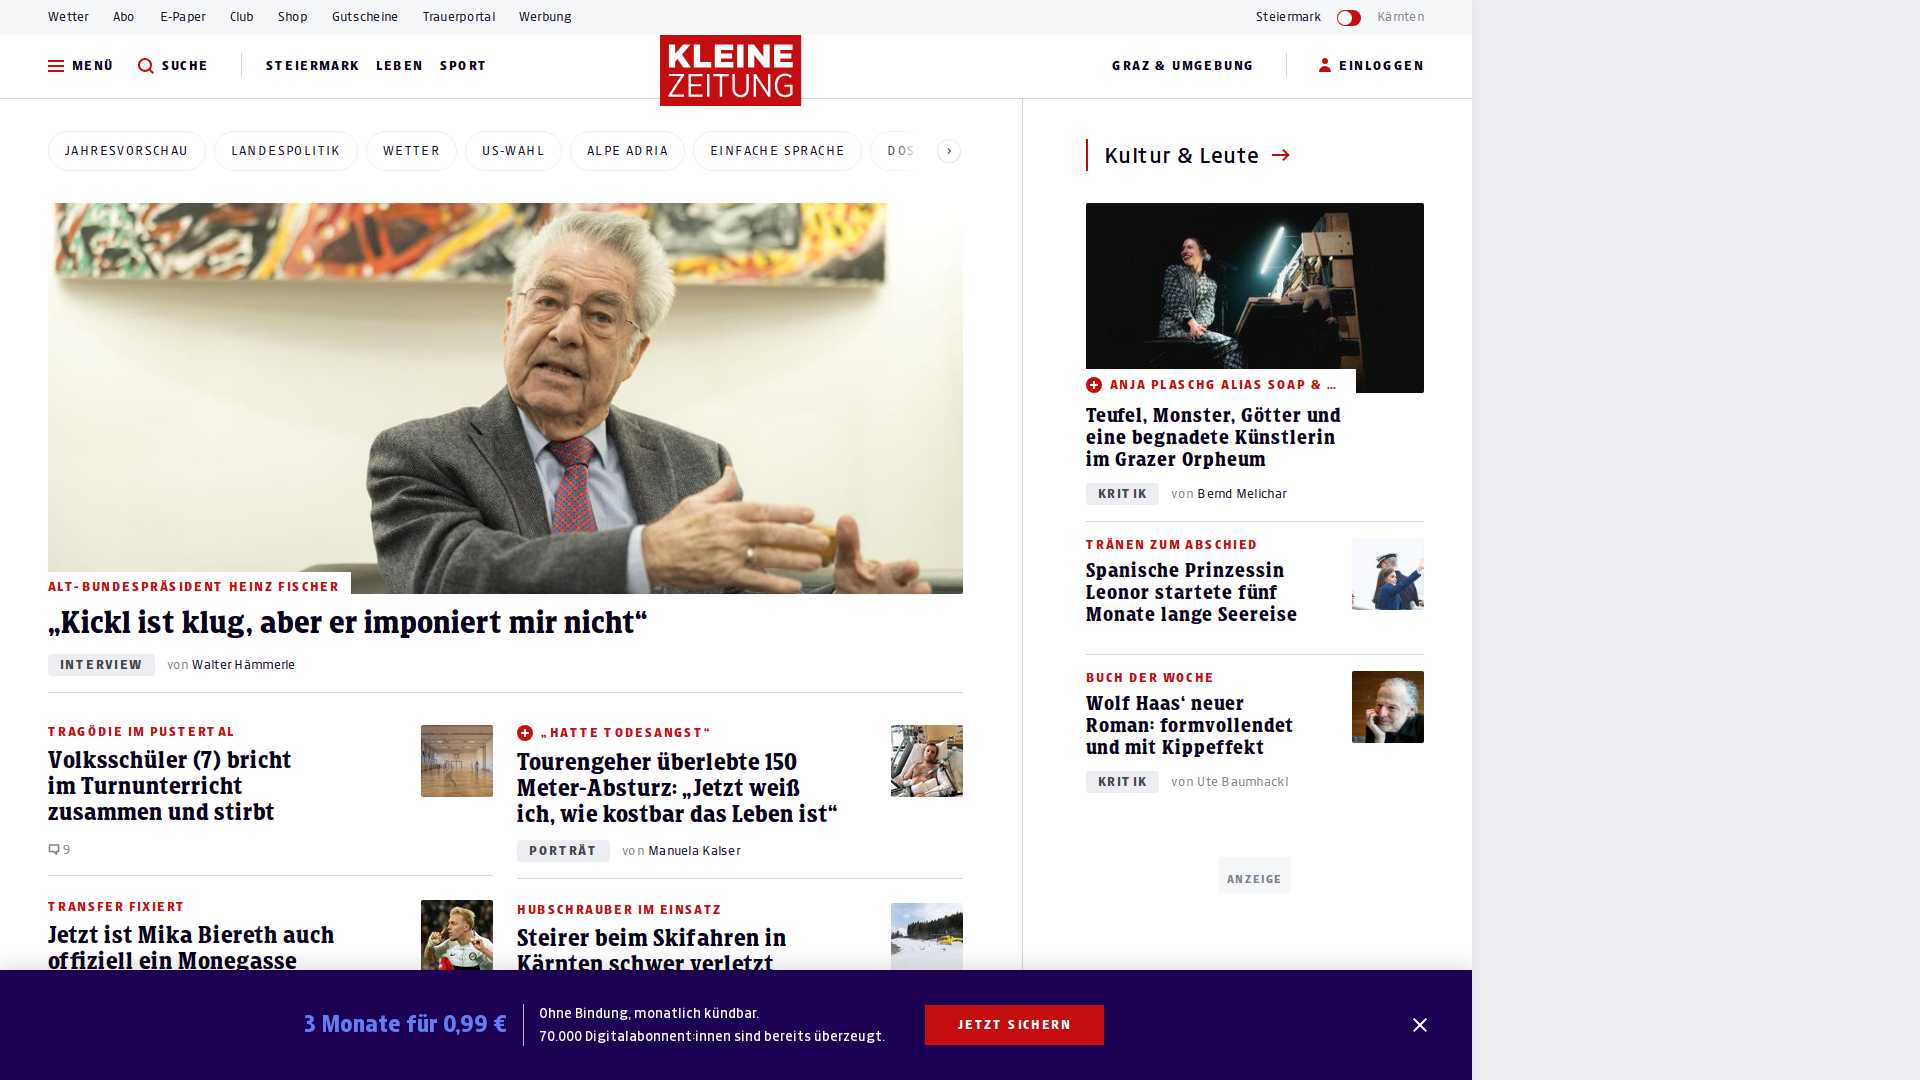 Wetter Abo E-Paper Club Shop Gutscheine Trauerportal Werbung Steiermark Kärnten
MENÜ SUCHE STEIERMARK LEBEN SPORT KLEINE ZEITUNG GRAZ & UMGEBUNG EINLOGGEN
JAHRESVORSCHAU LANDESPOLITIK WETTER US-WAHL ALPE ADRIA EINFACHE SPRACHE DOS
ALT-BUNDESPRÄSIDENT HEINZ FISCHER
„Kickl ist klug, aber er imponiert mir nicht“
INTERVIEW von Walter Hämmerle
TRAGÖDIE IM PUSTERTAL
Volksschüler (7) bricht
im Turnunterricht
zusammen und stirbt
9
„HATTE TODESANGST“
Tourengeher überlebte 150
Meter-Absturz: „Jetzt weiß
ich, wie kostbar das Leben ist“
PORTRÄT von Manuela Kalser
TRANSFER FIXIERT
Jetzt ist Mika Biereth auch
offiziell ein Monegasse
HUBSCHRAUBER IM EINSATZ
Steirer beim Skifahren in
Kärnten schwer verletzt
Kultur & Leute
ANJA PLASCHG ALIAS SOAP & ...
Teufel, Monster, Götter und
eine begnadete Künstlerin
im Grazer Orpheum
KRITIK von Bernd Melichar
TRÄNEN ZUM ABSCHIED
Spanische Prinzessin
Leonor startete fünf
Monate lange Seereise
BUCH DER WOCHE
Wolf Haas‘ neuer
Roman: formvollendet
und mit Kippeffekt
KRITIK von Ute Baumhackl
ANZEIGE
3 Monate für 0,99 €
Ohne Bindung, monatlich kündbar.
70.000 Digitalabonnent:innen sind bereits überzeugt.
JETZT SICHERN